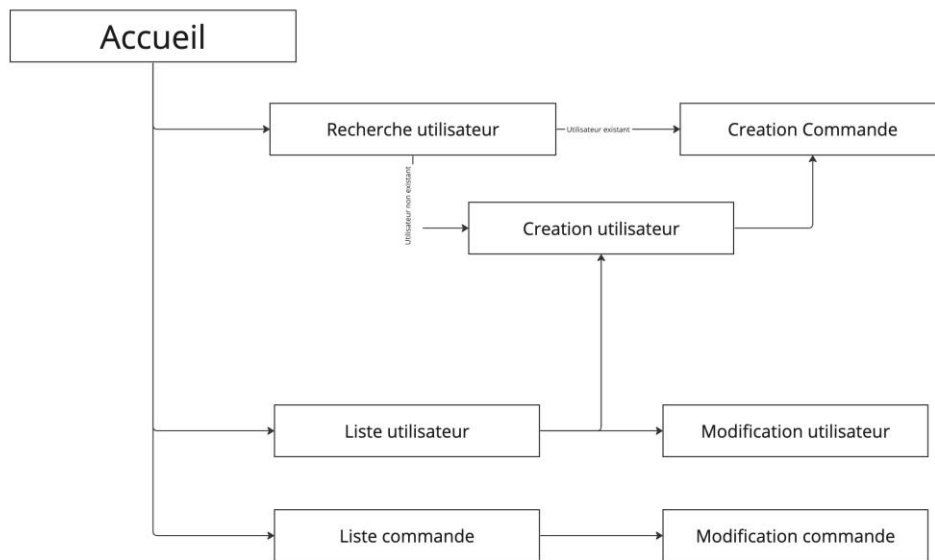 Accueil
Recherche utilisateur
Utilisateur existant
Creation Commande
Utilisateur non existant
Creation utilisateur
Liste utilisateur
Modification utilisateur
Liste commande
Modification commande